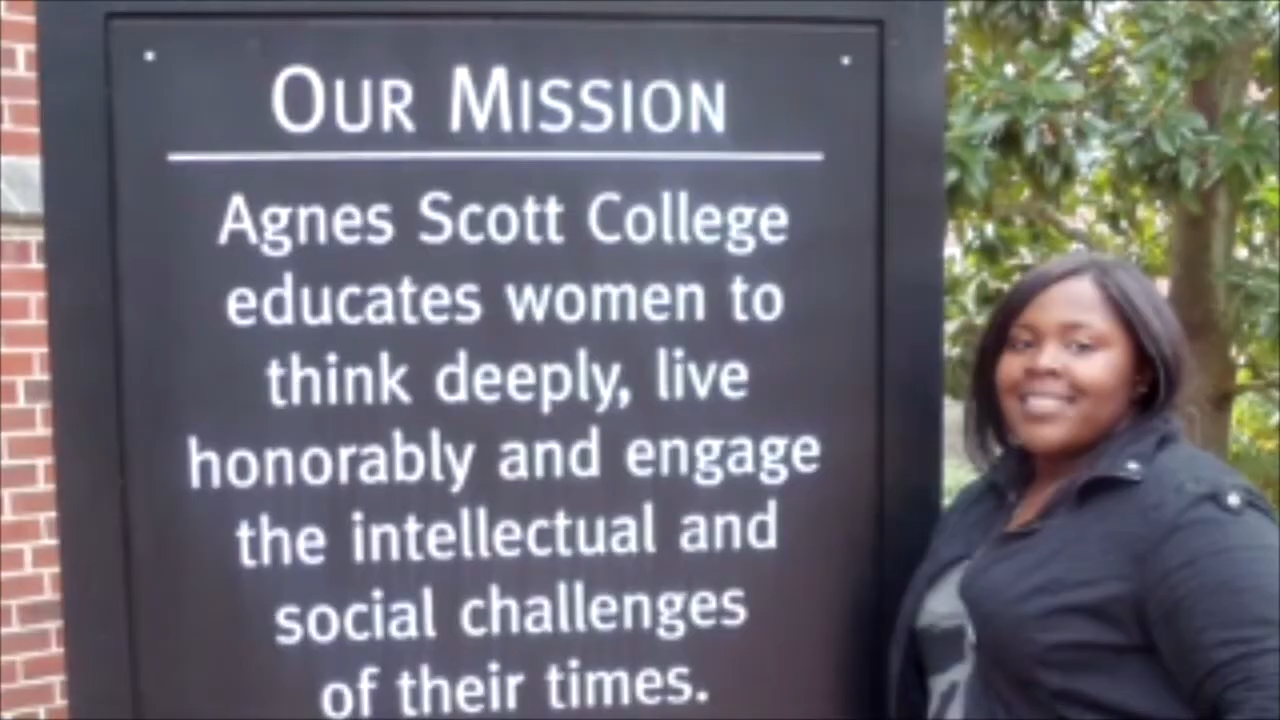 OUR MISSION
Agnes Scott College
educates women to
think deeply, live
honorably and engage
the intellectual and
social challenges
of their times.